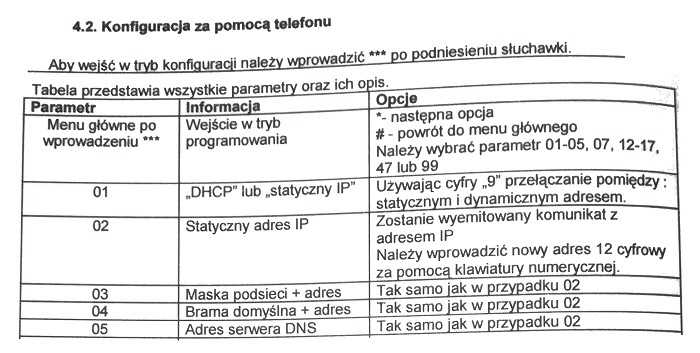 4.2. Konfiguracja za pomocą telefonu
Aby wejść w tryb konfiguracji należy wprowadzić *** po podniesieniu słuchawki.
Tabela przedstawia wszystkie parametry oraz ich opis.
Parametr Informacja Opcje
Menu główne po wprowadzeniu *** Wejście w tryb programowania *- następna opcja
# - powrót do menu głównego
Należy wybrać parametr 01-05, 07, 12-17,
47 lub 99
01 „DHCP” lub „statyczny IP” Używając cyfry „9” przełączanie pomiędzy :
statycznym i dynamicznym adresem.
02 Statyczny adres IP Zostanie wyemitowany komunikat z
adresem IP
Należy wprowadzić nowy adres 12 cyfrowy
za pomocą klawiatury numerycznej.
03 Maska podsieci + adres Tak samo jak w przypadku 02
04 Brama domyślna + adres Tak samo jak w przypadku 02
05 Adres serwera DNS Tak samo jak w przypadku 02